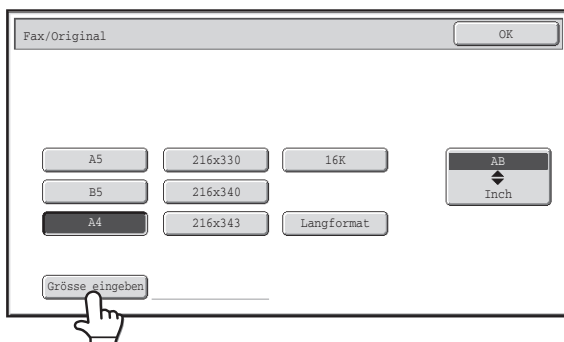 Fax/Original OK
A5 216x330 16K AB
B5 216x340 Inch
A4 216x343 Langformat
Grösse eingeben